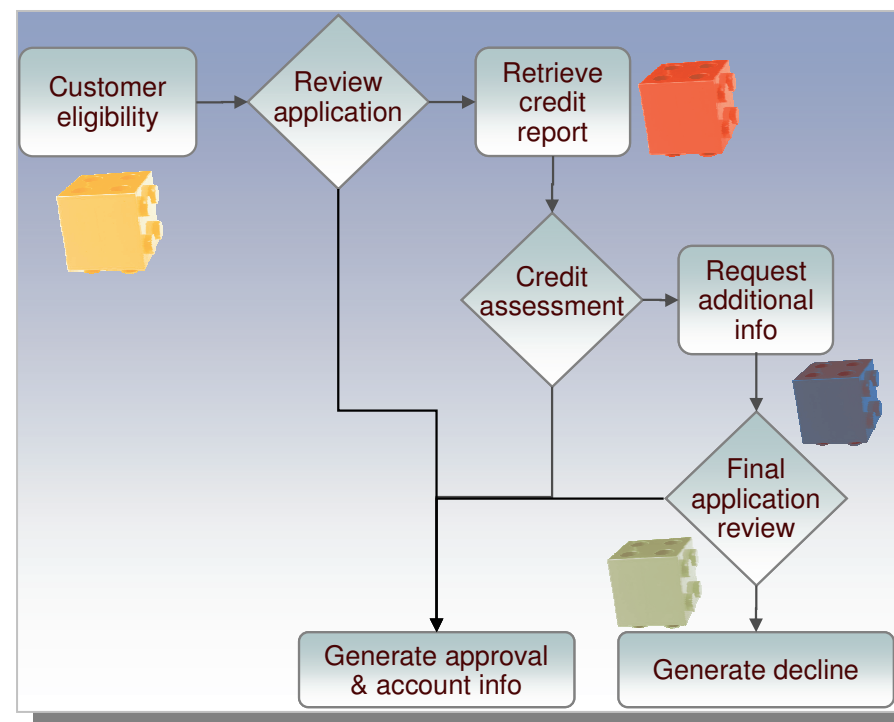 Customer
eligibility
Review
application
Retrieve
credit
report
Credit
assessment
Request
additional
info
Final
application
review
Generate approval
& account info
Generate decline